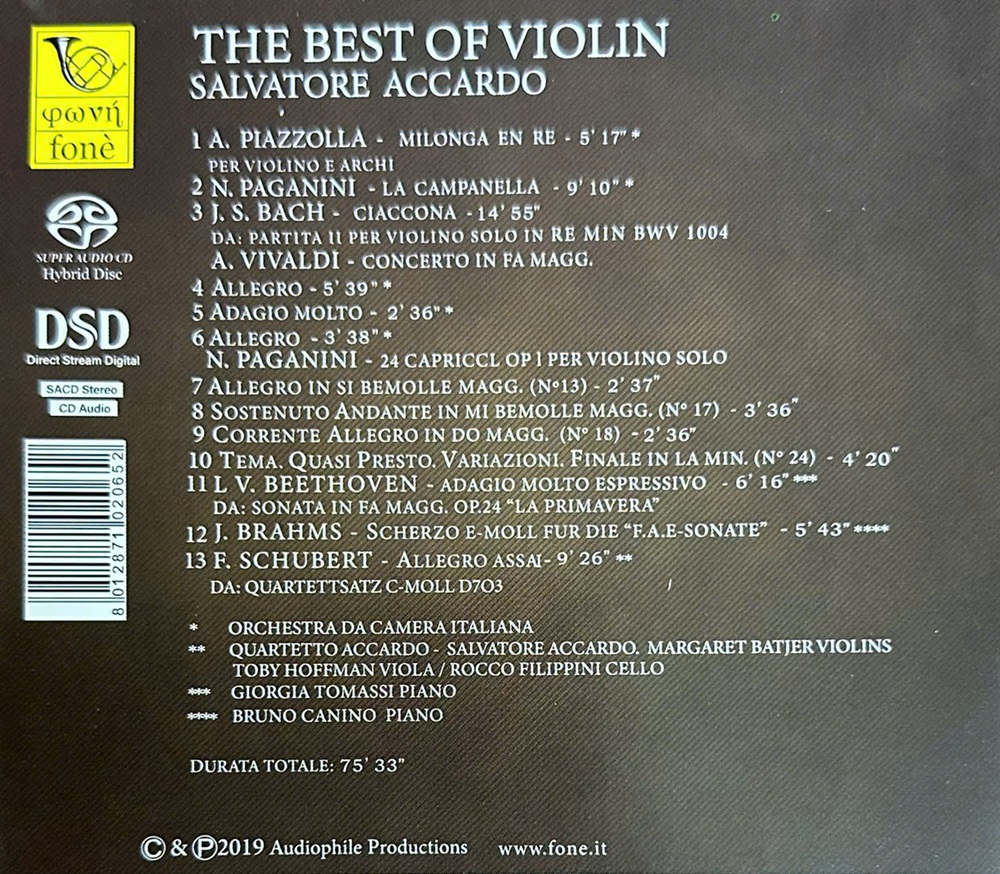 THE BEST OF VIOLIN
SALVATORE ACCARDO
φωνή
fonè
1 A. PIAZZOLLA - MILONGA EN RE - 5' 17" *
PER VIOLINO E ARCHI
2 N. PAGANINI - LA CAMPANELLA - 9' 10" *
3 J. S. BACH - CIACCONA - 14' 55"
DA: PARTITA II PER VIOLINO SOLO IN RE MIN BWV 1004
A. VIVALDI - CONCERTO IN FA MAGG.
4 ALLEGRO - 5' 39" *
5 ADAGIO MOLTO - 2' 36" *
6 ALLEGRO - 3' 38" *
N. PAGANINI - 24 CAPRICCL OP 1 PER VIOLINO SOLO
7 ALLEGRO IN SI BEMOLLE MAGG. (Nº13) - 2' 37"
8 SOSTENUTO ANDANTE IN MI BEMOLLE MAGG. (Nº 17) - 3' 36"
9 CORRENTE ALLEGRO IN DO MAGG. (Nº 18) - 2' 36"
10 TEMA. QUASI PRESTO. VARIAZIONI. FINALE IN LA MIN. (Nº 24) - 4' 20"
11 L V. BEETHOVEN - ADAGIO MOLTO ESPRESSIVO - 6' 16" ***
DA: SONATA IN FA MAGG. OP.24 “LA PRIMAVERA”
12 J. BRAHMS - SCHERZO E-MOLL FUR DIE “F.A.E-SONATE” - 5' 43" ****
13 F. SCHUBERT - ALLEGRO ASSAI- 9' 26" **
DA: QUARTETTSATZ C-MOLL D7O3
* ORCHESTRA DA CAMERA ITALIANA
** QUARTETTO ACCARDO - SALVATORE ACCARDO. MARGARET BATJER VIOLINS
TOBY HOFFMAN VIOLA / ROCCO FILIPPINI CELLO
*** GIORGIA TOMASSI PIANO
**** BRUNO CANINO PIANO
DURATA TOTALE: 75' 33"
SUPER AUDIO CD
Hybrid Disc
DSD
Direct Stream Digital
SACD Stereo
CD Audio
8 012871 020652
© & ℗2019 Audiophile Productions www.fone.it